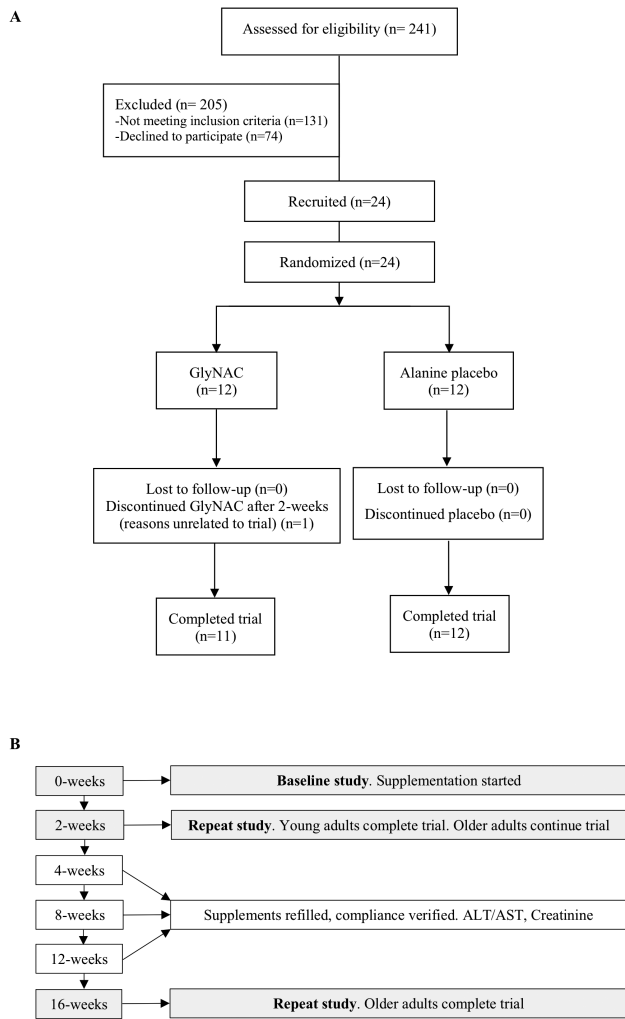 A
Assessed for eligibility (n= 241)
Excluded (n= 205)
-Not meeting inclusion criteria (n=131)
-Declined to participate (n=74)
Recruited (n=24)
Randomized (n=24)
GlyNAC
(n=12)
Alanine placebo
(n=12)
Lost to follow-up (n=0)
Discontinued GlyNAC after 2-weeks
(reasons unrelated to trial) (n=1)
Lost to follow-up (n=0)
Discontinued placebo (n=0)
Completed trial
(n=11)
Completed trial
(n=12)
B
0-weeks
Baseline study. Supplementation started
2-weeks
Repeat study. Young adults complete trial. Older adults continue trial
4-weeks
8-weeks
Supplements refilled, compliance verified. ALT/AST, Creatinine
12-weeks
16-weeks
Repeat study. Older adults complete trial